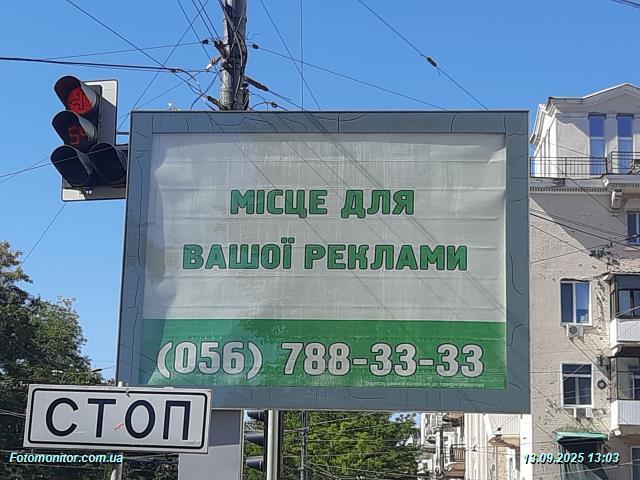 МІСЦЕ ДЛЯ
ВАШОЇ РЕКЛАМИ
(056) 788-33-33
СТОП
Fotomonitor.com.ua
13.09.2025 13:03